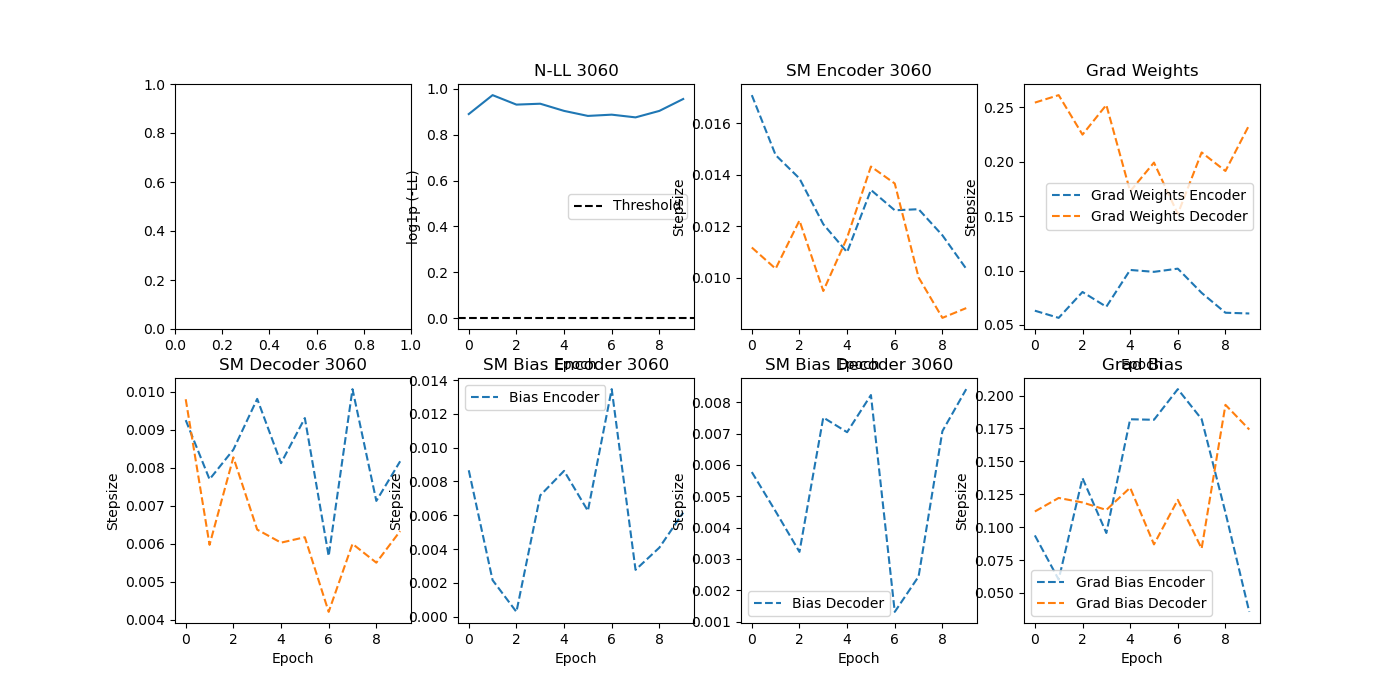 N-LL 3060
SM Encoder 3060
Grad Weights
1.0
0.8
0.6
0.4
0.2
0.0
0.0 0.2 0.4 0.6 0.8 1.0
log1p (-LL)
1.0
0.8
0.6
0.4
0.2
0.0
Threshold
0 2 4 6 8
Epoch
Stepsize
0.016
0.014
0.012
0.010
0 2 4 6 8
Epoch
Stepsize
0.25
0.20
0.15
0.10
0.05
Grad Weights Encoder
Grad Weights Decoder
0 2 4 6 8
Epoch
SM Decoder 3060
SM Bias Encoder 3060
SM Bias Decoder 3060
Grad Bias
Stepsize
0.010
0.009
0.008
0.007
0.006
0.005
0.004
0 2 4 6 8
Epoch
Stepsize
0.014
0.012
0.010
0.008
0.006
0.004
0.002
0.000
Bias Encoder
0 2 4 6 8
Epoch
Stepsize
0.008
0.007
0.006
0.005
0.004
0.003
0.002
0.001
Bias Decoder
0 2 4 6 8
Epoch
Stepsize
0.200
0.175
0.150
0.125
0.100
0.075
0.050
Grad Bias Encoder
Grad Bias Decoder
0 2 4 6 8
Epoch